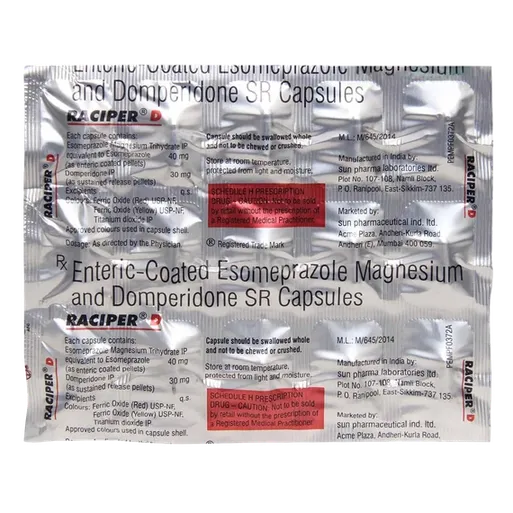 Enteric-Coated Esomeprazole Magnesium
and Domperidone SR Capsules
RACIPER® D
Each capsule contains:
Esomeprazole Magnesium Trihydrate IP
equivalent to Esomeprazole 40 mg
(as enteric coated pellets)
Domperidone IP 30 mg
(as sustained release pellets)
Excipients q.s.
Colours: Ferric Oxide (Red) USP-NF,
Ferric Oxide (Yellow) USP-NF,
Titanium dioxide IP
Approved colours used in capsule shell.
Dosage: As directed by the Physician.
Capsule should be swallowed whole
and not to be chewed or crushed.
Store at room temperature,
protected from light and moisture.
SCHEDULE H PRESCRIPTION
DRUG – CAUTION: Not to be sold
by retail without the prescription of
a Registered Medical Practitioner.
® Registered Trade Mark
M.L.: M/645/2014
Manufactured in India by:
sun pharma laboratories ltd.
Plot No. 107-108, Namli Block,
P. O. Ranipool, East-Sikkim-737 135.
Marketed by:
sun pharmaceutical ind. ltd.
Acme Plaza, Andheri-Kurla Road,
Andheri (E), Mumbai 400 059.
RACIPER® D
RACIPER® D
Rx Enteric-Coated Esomeprazole Magnesium
and Domperidone SR Capsules
RACIPER® D
Each capsule contains:
Esomeprazole Magnesium Trihydrate IP
equivalent to Esomeprazole 40 mg
(as enteric coated pellets)
Domperidone IP 30 mg
(as sustained release pellets)
Excipients q.s.
Colours: Ferric Oxide (Red) USP-NF,
Ferric Oxide (Yellow) USP-NF,
Titanium dioxide IP
Approved colours used in capsule shell.
Capsule should be swallowed whole
and not to be chewed or crushed.
Store at room temperature,
protected from light and moisture.
SCHEDULE H PRESCRIPTION
DRUG – CAUTION: Not to be sold
by retail without the prescription of
a Registered Medical Practitioner.
M.L.: M/645/2014
Manufactured in India by:
sun pharma laboratories ltd.
Plot No. 107-108, Namli Block,
P. O. Ranipool, East-Sikkim-737 135.
Marketed by:
sun pharmaceutical ind. ltd.
Acme Plaza, Andheri-Kurla Road,
RACIPER® D
RACIPER® D